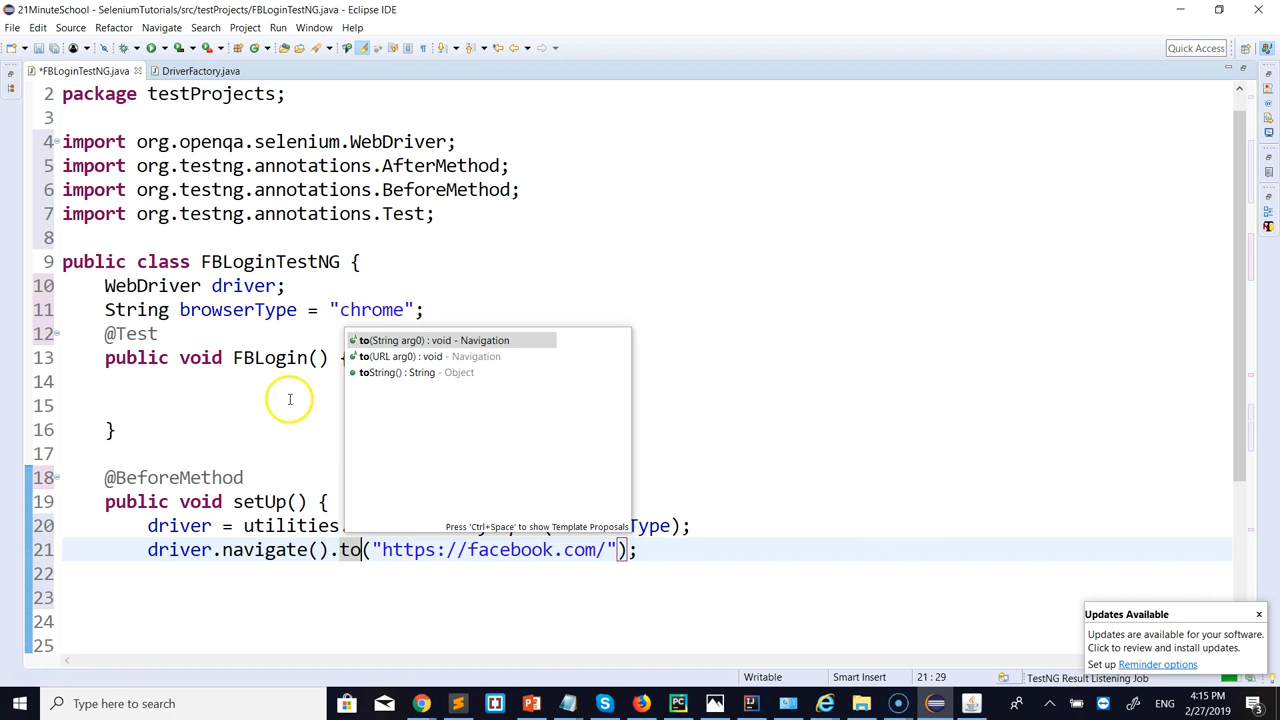 21MinuteSchool - SeleniumTutorials/src/testProjects/FBLoginTestNG.java - Eclipse IDE
File Edit Source Refactor Navigate Search Project Run Window Help
Quick Access
*FBLoginTestNG.java DriverFactory.java
2 package testProjects;
3
4 import org.openqa.selenium.WebDriver;
5 import org.testng.annotations.AfterMethod;
6 import org.testng.annotations.BeforeMethod;
7 import org.testng.annotations.Test;
8
9 public class FBLoginTestNG {
10 WebDriver driver;
11 String browserType = "chrome";
12 @Test
13 public void FBLogin() {
to(String arg0) : void - Navigation
to(URL arg0) : void - Navigation
toString() : String - Object
14
15
16 }
17
18 @BeforeMethod
19 public void setUp() {
Press 'Ctrl+Space' to show Template Proposals
20 driver = utilities. Type);
21 driver.navigate().to("https://facebook.com/");
22
23
24
25
Updates Available
Updates are available for your software.
Click to review and install updates.
Set up Reminder options
Writable Smart Insert 21 : 29 TestNG Result Listening Job
Type here to search
4:15 PM
2/27/2019